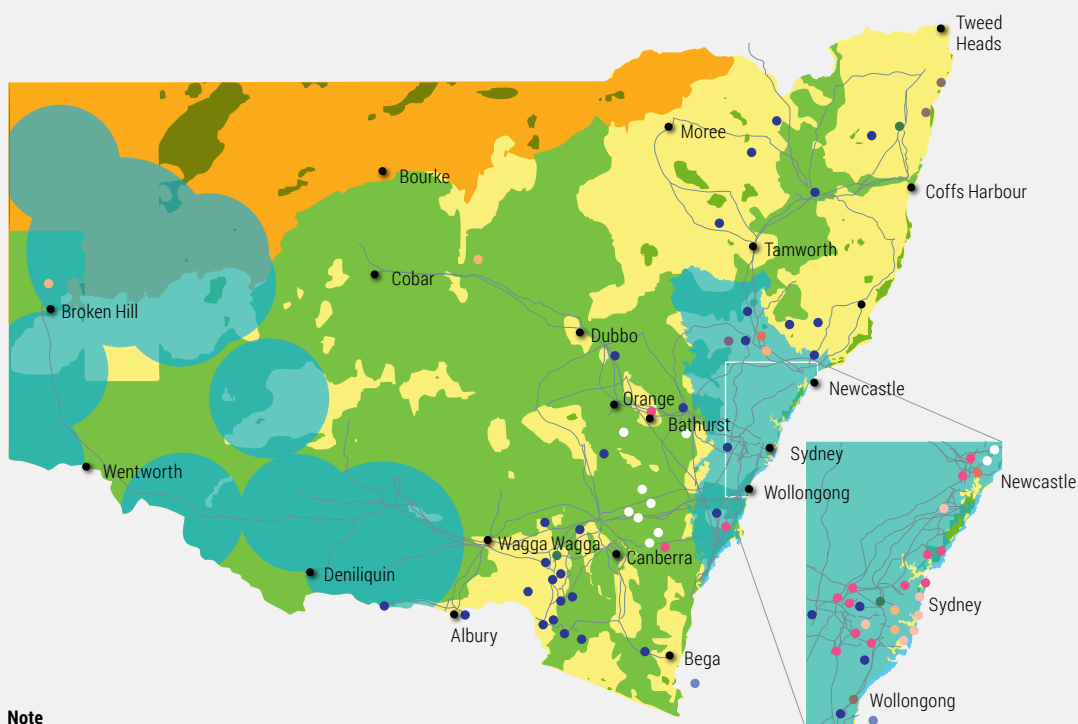 Tweed
Heads
Moree
Bourke
Coffs Harbour
Tamworth
Cobar
Broken Hill
Dubbo
Newcastle
Orange
Bathurst
Sydney
Wentworth
Newcastle
Wollongong
Wagga Wagga
Canberra
Deniliquin
Sydney
Albury
Bega
Wollongong
Note